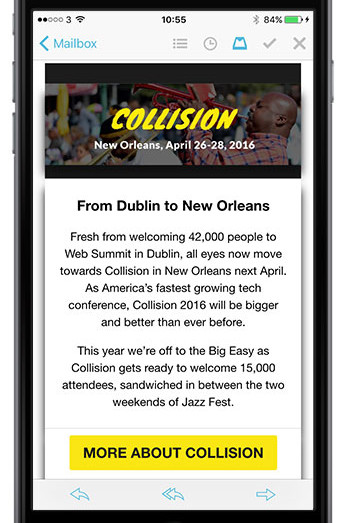 3 10:55 84%
Mailbox
COLLISION
New Orleans, April 26-28, 2016
From Dublin to New Orleans
Fresh from welcoming 42,000 people to
Web Summit in Dublin, all eyes now move
towards Collision in New Orleans next April.
As America's fastest growing tech
conference, Collision 2016 will be bigger
and better than ever before.
This year we're off to the Big Easy as
Collision gets ready to welcome 15,000
attendees, sandwiched in between the two
weekends of Jazz Fest.
MORE ABOUT COLLISION